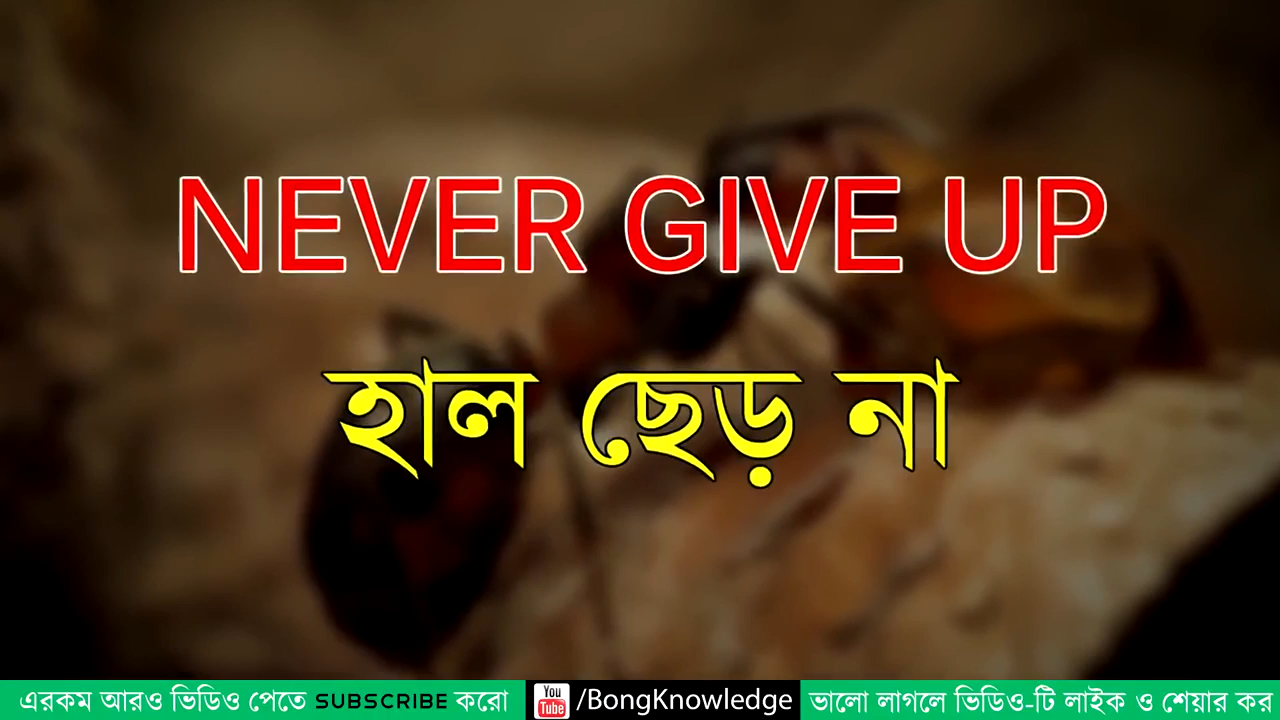 NEVER GIVE UP
হাল ছেড় না
এরকম আরও ভিডিও পেতে SUBSCRIBE করো You Tube /BongKnowledge ভালো লাগলে ভিডিও-টি লাইক ও শেয়ার কর